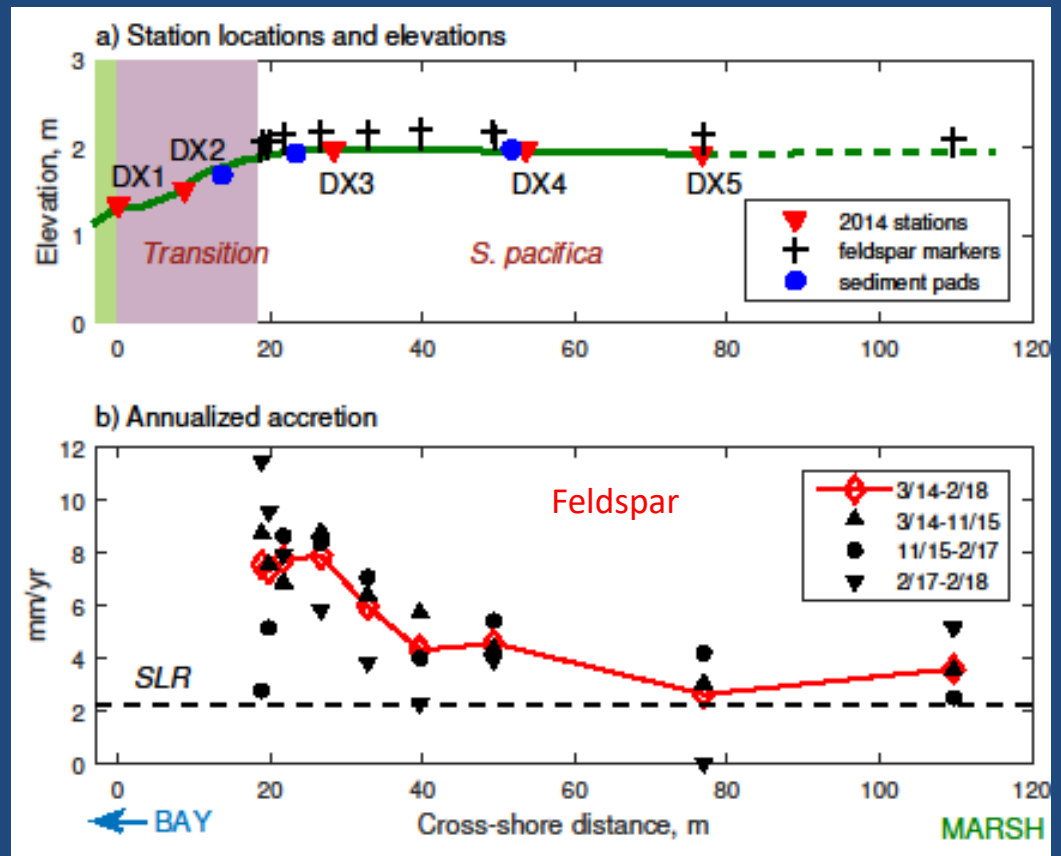 a) Station locations and elevations
3
2
1
0
Elevation, m
DX1
DX2
DX3
DX4
DX5
Transition
S. pacifica
2014 stations
feldspar markers
sediment pads
0
20
40
60
80
100
120
b) Annualized accretion
12
10
8
6
4
2
0
mm/yr
Feldspar
3/14-2/18
3/14-11/15
11/15-2/17
2/17-2/18
SLR
0
20
40
60
80
100
120
BAY
Cross-shore distance, m
MARSH